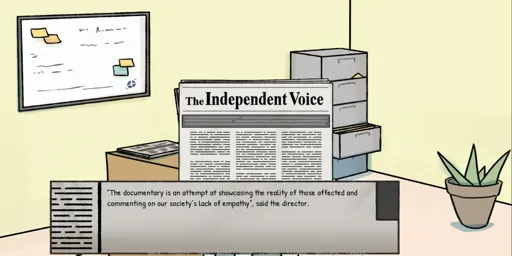 The Independent Voice
"The documentary is an attempt at showcasing the reality of those affected and
commenting on our society's lack of empathy", said the director.